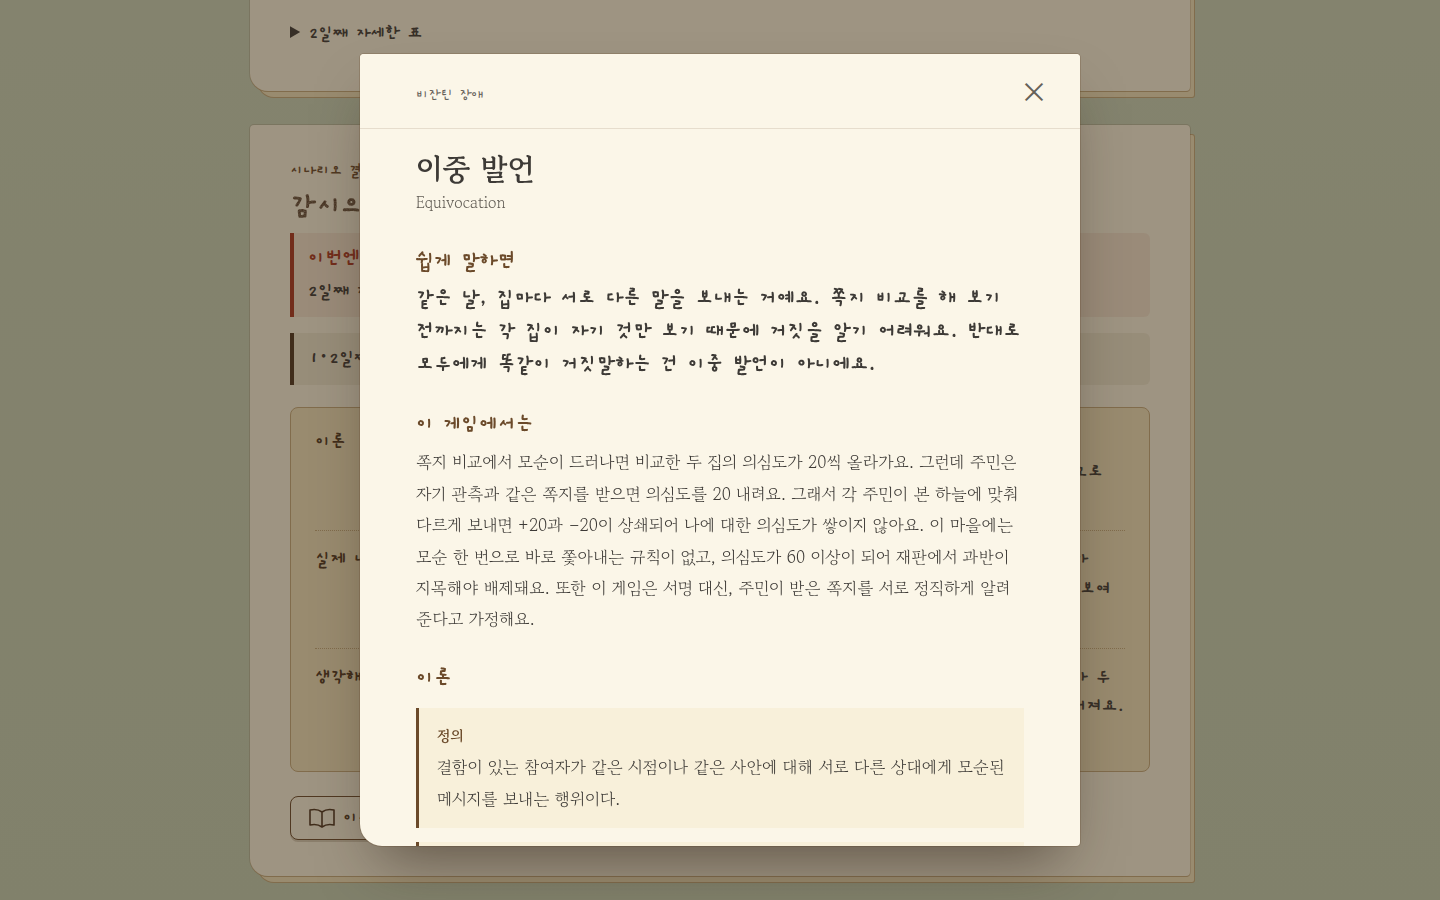 ▶ 2일째 자세한 표
비잔틴 장애
이중 발언
Equivocation
쉽게 말하면
같은 날, 집마다 서로 다른 말을 보내는 거예요. 쪽지 비교를 해 보기
전까지는 각 집이 자기 것만 보기 때문에 거짓을 알기 어려워요. 반대로
모두에게 똑같이 거짓말하는 건 이중 발언이 아니에요.
이 게임에서는
쪽지 비교에서 모순이 드러나면 비교한 두 집의 의심도가 20씩 올라가요. 그런데 주민은
자기 관측과 같은 쪽지를 받으면 의심도를 20 내려요. 그래서 각 주민이 본 하늘에 맞춰
다르게 보내면 +20과 −20이 상쇄되어 나에 대한 의심도가 쌓이지 않아요. 이 마을에는
모순 한 번으로 바로 쫓아내는 규칙이 없고, 의심도가 60 이상이 되어 재판에서 과반이
지목해야 배제돼요. 또한 이 게임은 서명 대신, 주민이 받은 쪽지를 서로 정직하게 알려
준다고 가정해요.
이론
정의
결함이 있는 참여자가 같은 시점이나 같은 사안에 대해 서로 다른 상대에게 모순된
메시지를 보내는 행위이다.
시나리오
감시으
이번엔
2일째
1·2일째
이론
실제
보여
생각해
두
져요.